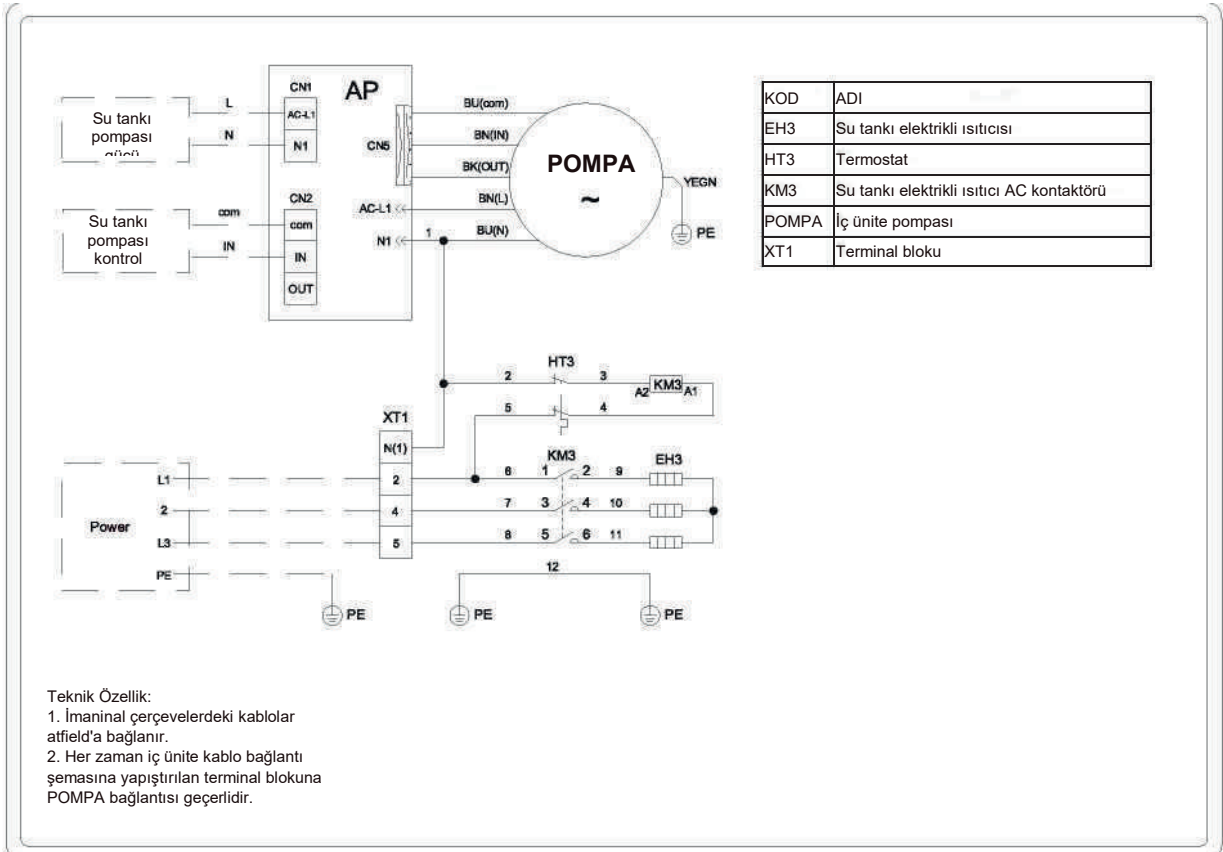 CN1
AP
Su tankı
pompası
L
N
AC-L1
N1
CN5
BU(com)
BN(IN)
BK(OUT)
BN(L)
BU(N)
POMPA
~
YEGN
PE
CN2
Su tankı
pompası
kontrol
com
IN
com
IN
OUT
AC-L1
N1
1
KOD ADI
EH3 Su tankı elektrikli ısıtıcısı
HT3 Termostat
KM3 Su tankı elektrikli ısıtıcı AC kontaktörü
POMPA İç ünite pompası
XT1 Terminal bloku
HT3
2 3
A2 KM3 A1
5 4
XT1
N(1)
KM3
EH3
Power
L1 2 6 1 2 9
2 4 7 3 4 10
L3 5 8 5 6 11
PE
12
PE
PE
PE
Teknik Özellik:
1. İmaninal çerçevelerdeki kablolar
atfield'a bağlanır.
2. Her zaman iç ünite kablo bağlantı
şemasına yapıştırılan terminal blokuna
POMPA bağlantısı geçerlidir.